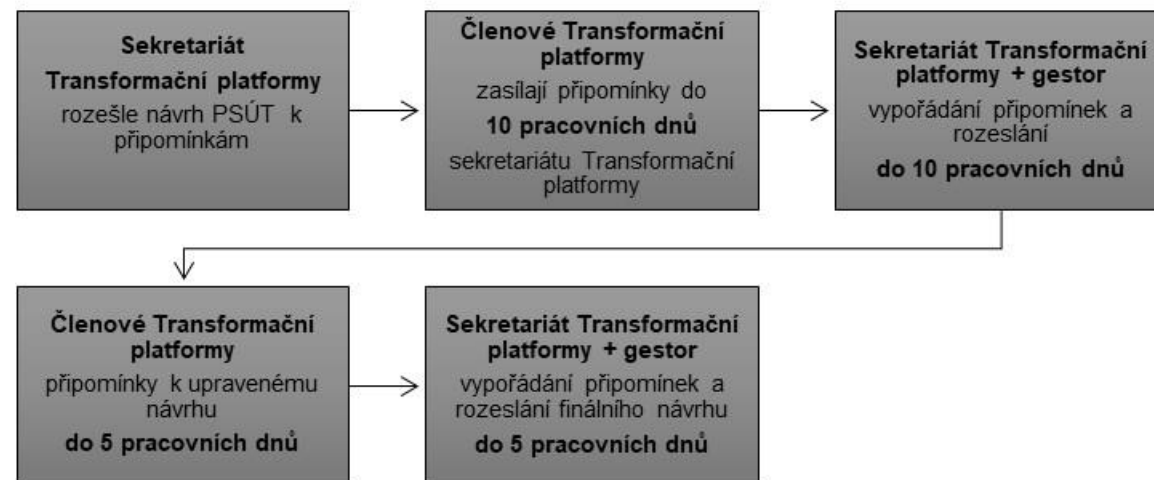 Sekretariát
Transformační platformy
rozešle návrh PSÚT k
připomínkám
Členové Transformační
platformy
zasílají připomínky do
10 pracovních dnů
sekretariátu Transformační
platformy
Sekretariát Transformační
platformy + gestor
vypořádání připomínek a
rozeslání
do 10 pracovních dnů
Členové Transformační
platformy
připomínky k upravenému
návrhu
do 5 pracovních dnů
Sekretariát Transformační
platformy + gestor
vypořádání připomínek a
rozeslání finálního návrhu
do 5 pracovních dnů